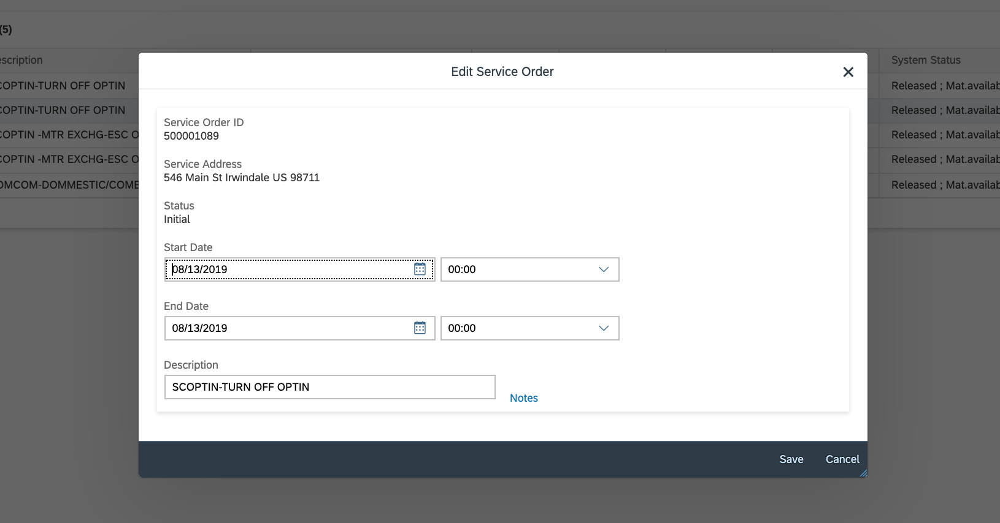 (5)
escription
System Status
COPTIN-TURN OFF OPTIN
Released ; Mat.availab
COPTIN-TURN OFF OPTIN
Released ; Mat.availab
COPTIN -MTR EXCHG-ESC O
Released ; Mat.availab
COPTIN -MTR EXCHG-ESC O
Released ; Mat.availab
OMCOM-DOMMESTIC/COME
Released ; Mat.availab
Edit Service Order
Service Order ID
500001089
Service Address
546 Main St Irwindale US 98711
Status
Initial
Start Date
08/13/2019
00:00
End Date
08/13/2019
00:00
Description
SCOPTIN-TURN OFF OPTIN
Notes
Save
Cancel